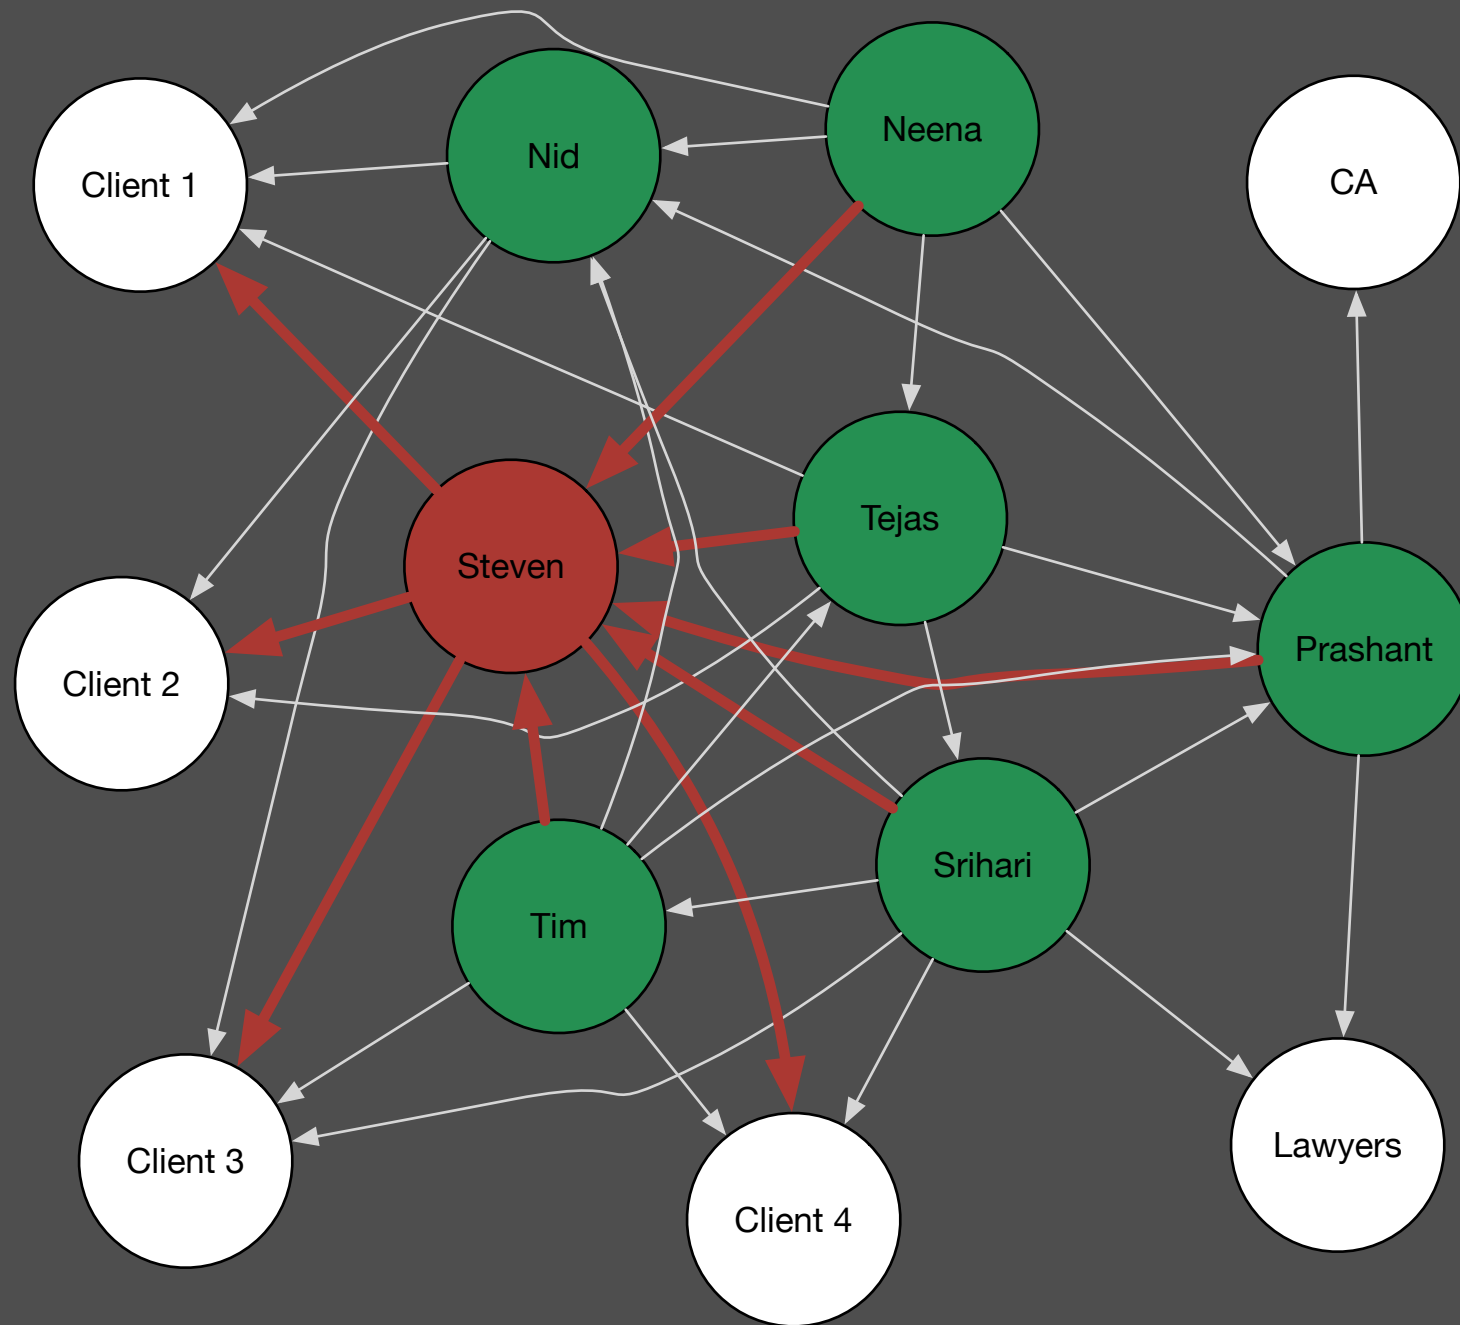 Neena
Nid
CA
Client 1
Tejas
Steven
Prashant
Client 2
Srihari
Tim
Lawyers
Client 3
Client 4